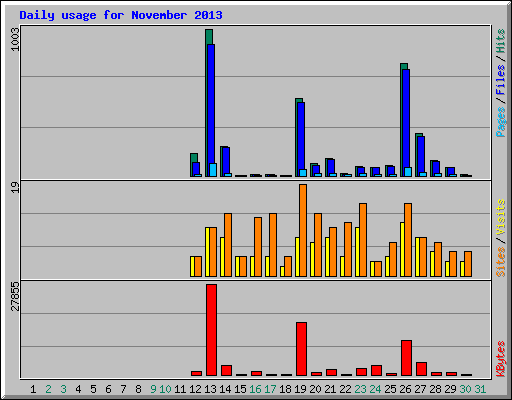 Daily usage for November 2013
1003
Pages / Files / Hits
19
Sites / Visits
27855
KBytes
1 2 3 4 5 6 7 8 9 10 11 12 13 14 15 16 17 18 19 20 21 22 23 24 25 26 27 28 29 30 31